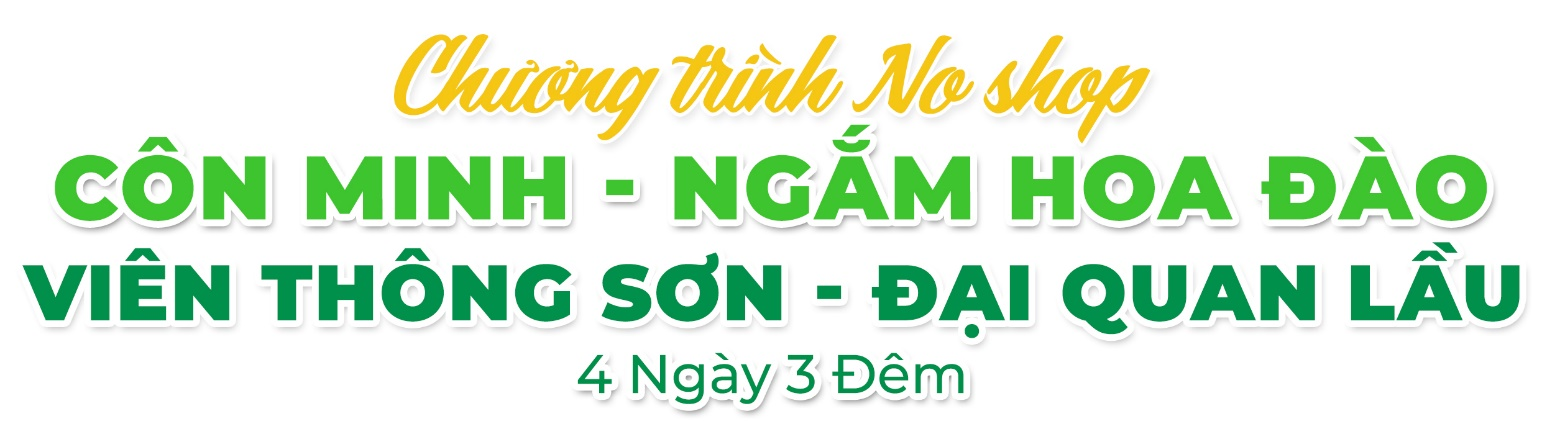 Chương trình No shop
CÔN MINH - NGẮM HOA ĐÀO
VIÊN THÔNG SƠN - ĐẠI QUAN LẦU
4 Ngày 3 Đêm